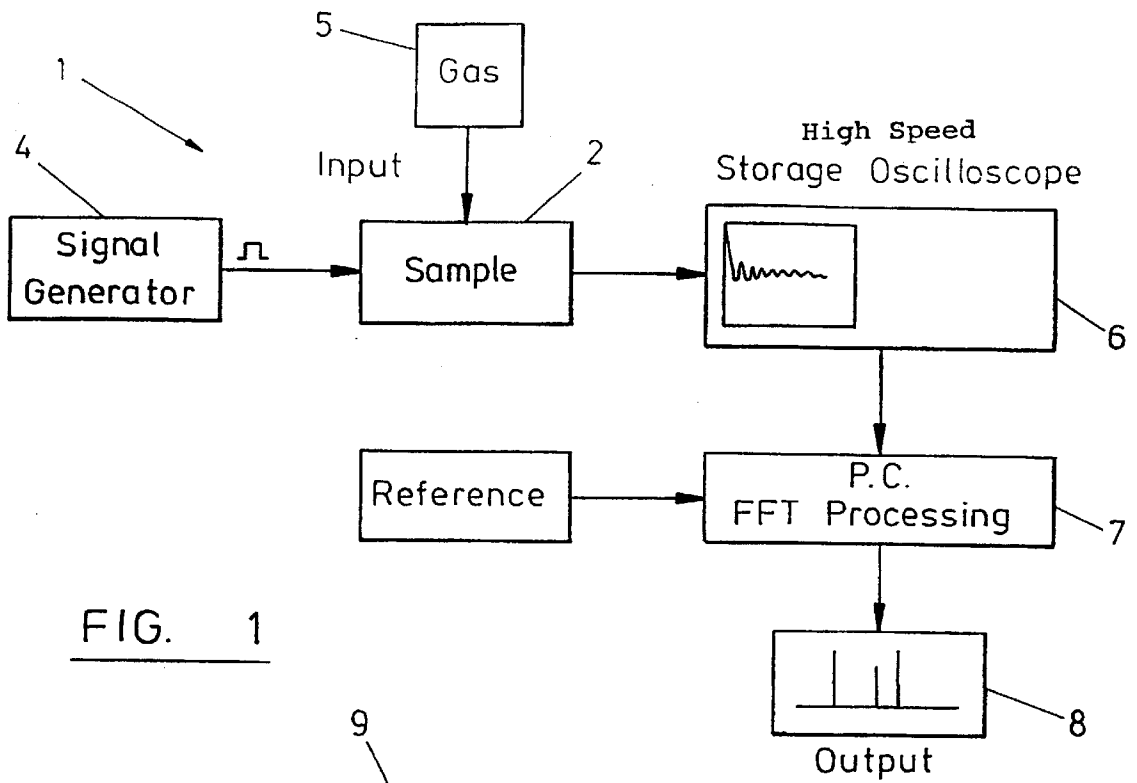 5
Gas
1
High Speed
Storage Oscilloscope
4
Input
2
Signal
Generator
Sample
6
Reference
P.C.
FFT Processing
7
FIG. 1
8
9
Output